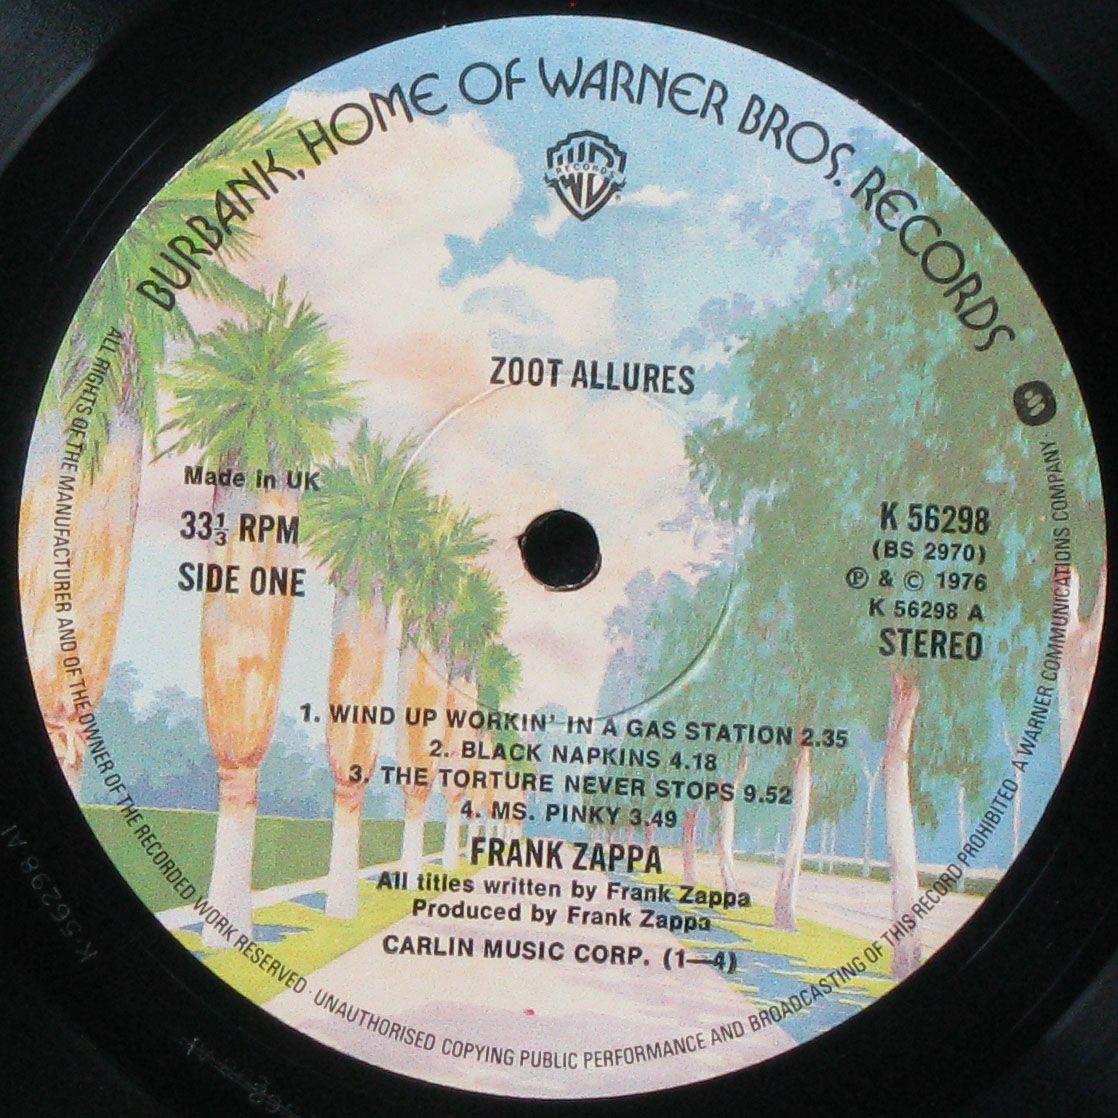 BURBANK, HOME OF WARNER BROS. RECORDS
RECORDS
ZOOT ALLURES
Made in UK
33⅓ RPM
SIDE ONE
K 56298
(BS 2970)
℗ & © 1976
K 56298 A
STEREO
1. WIND UP WORKIN' IN A GAS STATION 2.35
2. BLACK NAPKINS 4.18
3. THE TORTURE NEVER STOPS 9.52
4. MS. PINKY 3.49
FRANK ZAPPA
All titles written by Frank Zappa
Produced by Frank Zappa
CARLIN MUSIC CORP. (1—4)
ALL RIGHTS OF THE MANUFACTURER AND OF THE OWNER OF THE RECORDED WORK RESERVED · UNAUTHORISED COPYING PUBLIC PERFORMANCE AND BROADCASTING OF THIS RECORD PROHIBITED · A WARNER COMMUNICATIONS COMPANY ·
K·56298 A1